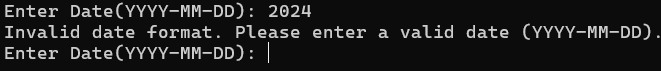 Enter Date(YYYY-MM-DD): 2024
Invalid date format. Please enter a valid date (YYYY-MM-DD).
Enter Date(YYYY-MM-DD):